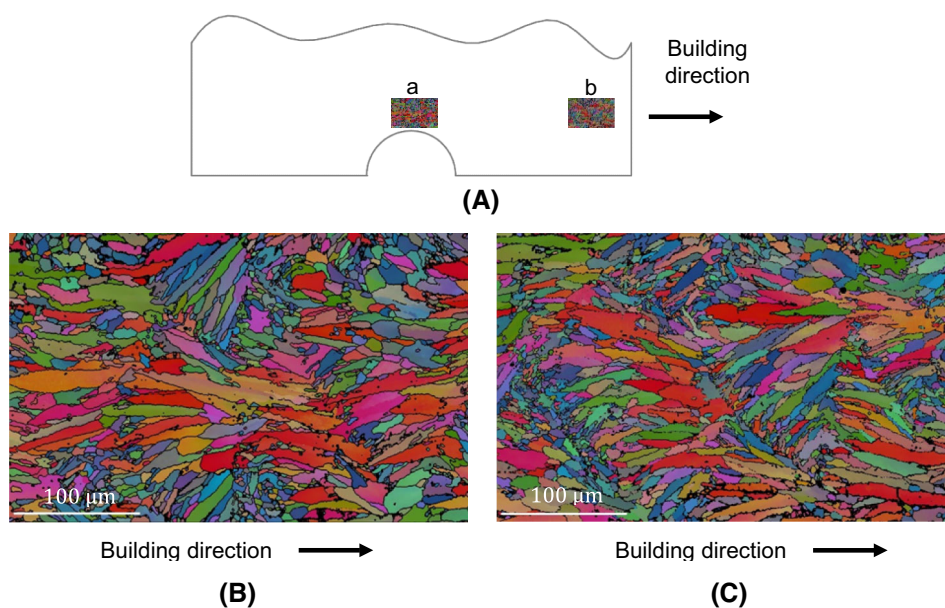 a
b
Building
direction
(A)
100 μm
100 μm
Building direction
Building direction
(B)
(C)